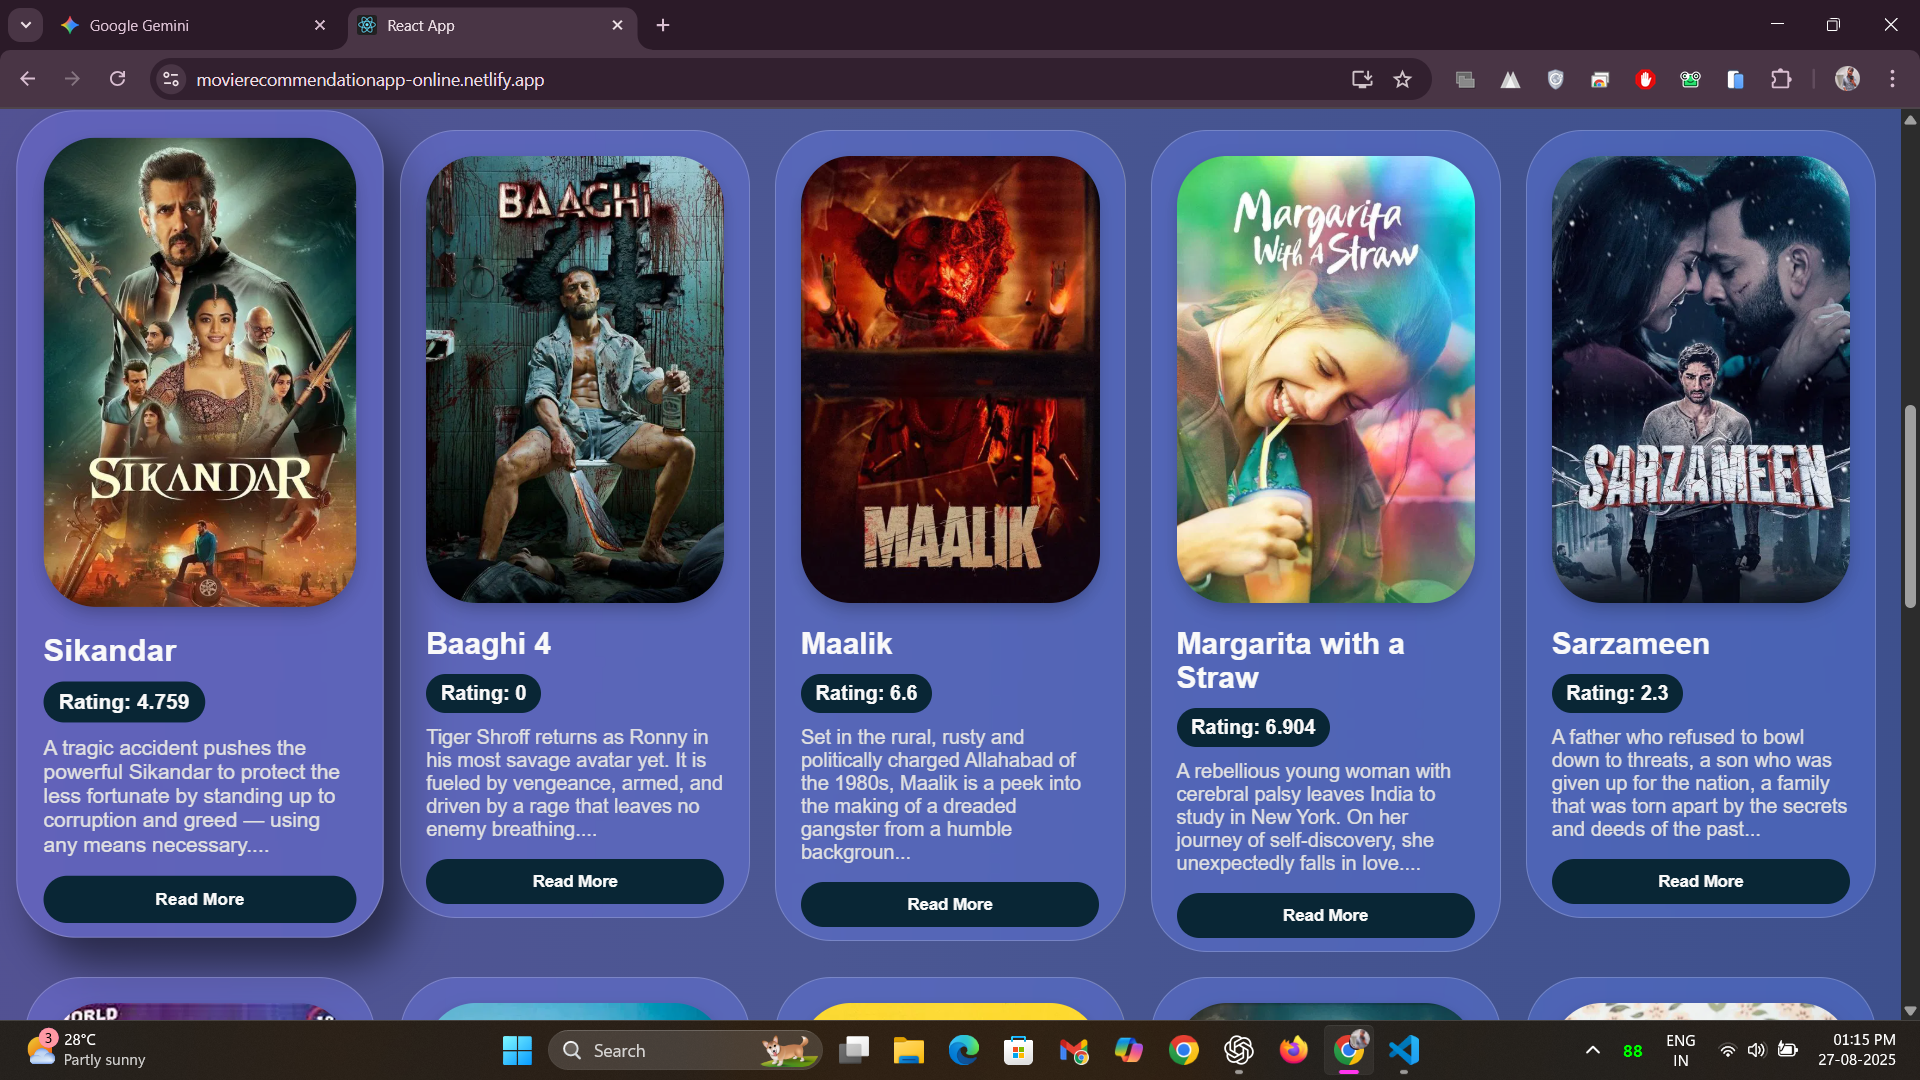 Google Gemini
React App
movierecommendationapp-online.netlify.app
SIKANDAR
BAAGHI
MAALIK
Margarita
With A Straw
SARZAMEEN
Sikandar
Rating: 4.759
A tragic accident pushes the
powerful Sikandar to protect the
less fortunate by standing up to
corruption and greed — using
any means necessary....
Read More
Baaghi 4
Rating: 0
Tiger Shroff returns as Ronny in
his most savage avatar yet. It is
fueled by vengeance, armed, and
driven by a rage that leaves no
enemy breathing....
Read More
Maalik
Rating: 6.6
Set in the rural, rusty and
politically charged Allahabad of
the 1980s, Maalik is a peek into
the making of a dreaded
gangster from a humble
backgroun...
Read More
Margarita with a
Straw
Rating: 6.904
A rebellious young woman with
cerebral palsy leaves India to
study in New York. On her
journey of self-discovery, she
unexpectedly falls in love....
Read More
Sarzameen
Rating: 2.3
A father who refused to bowl
down to threats, a son who was
given up for the nation, a family
that was torn apart by the secrets
and deeds of the past...
Read More
3
28°C
Partly sunny
Search
88
ENG
IN
01:15 PM
27-08-2025